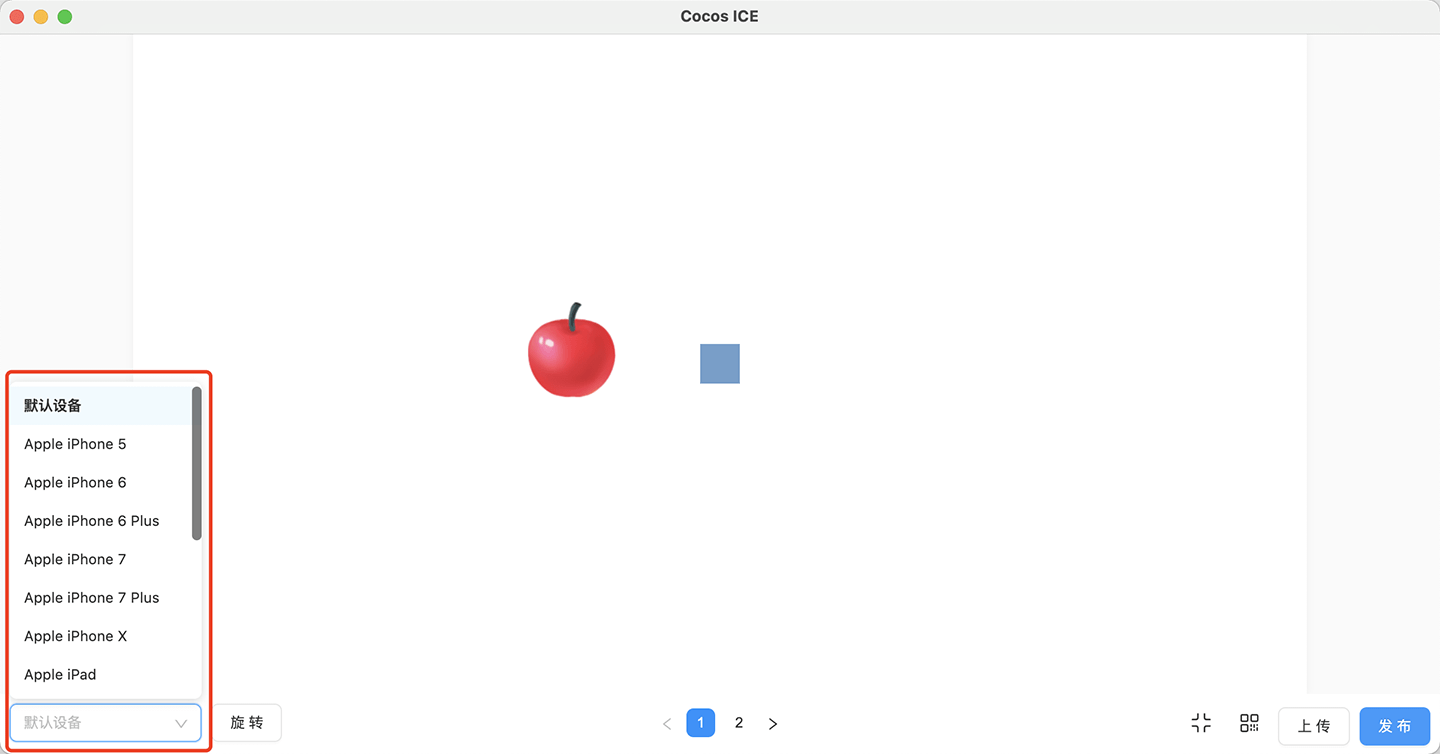 Cocos ICE
默认设备
Apple iPhone 5
Apple iPhone 6
Apple iPhone 6 Plus
Apple iPhone 7
Apple iPhone 7 Plus
Apple iPhone X
Apple iPad
默认设备 旋 转 < 1 2 > 上 传 发 布